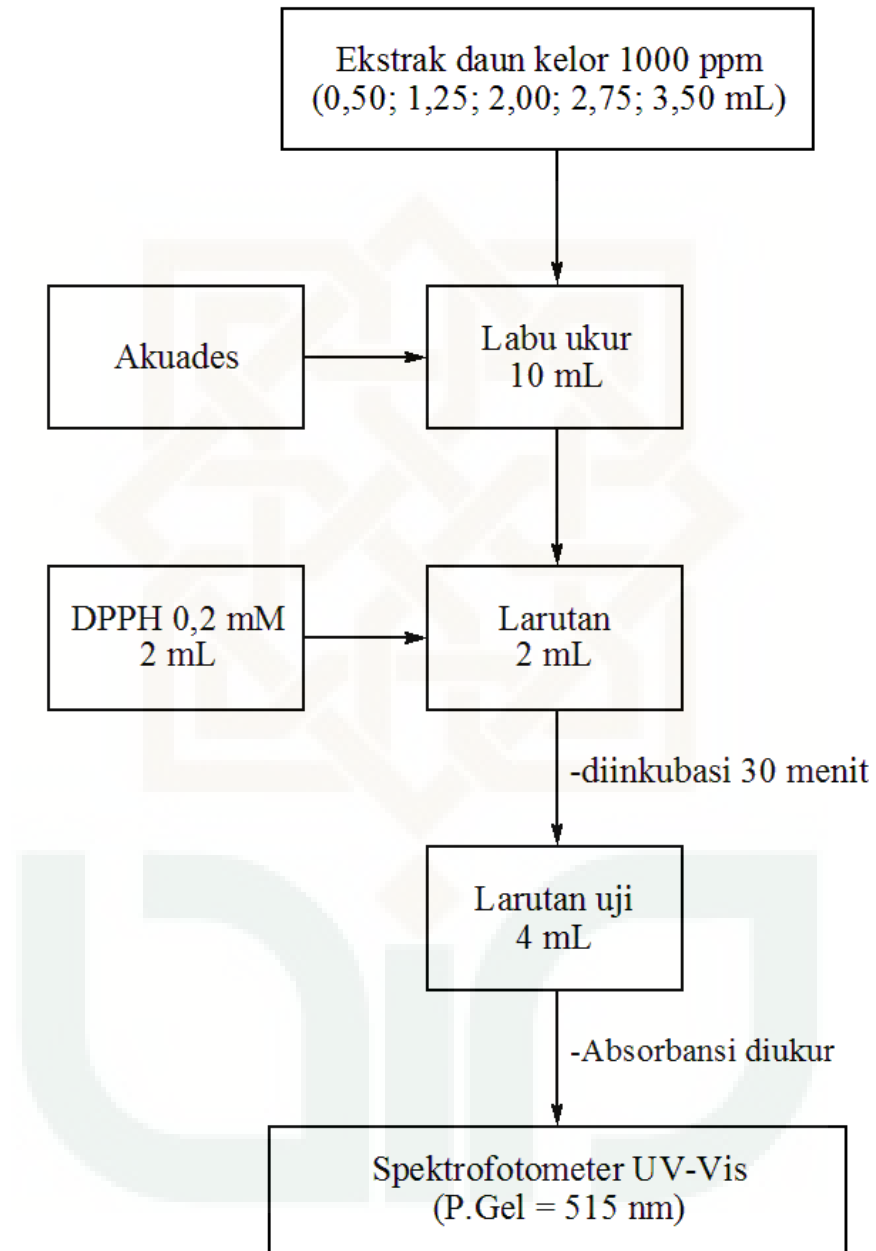 Ekstrak daun kelor 1000 ppm
(0,50; 1,25; 2,00; 2,75; 3,50 mL)
Akuades
Labu ukur
10 mL
DPPH 0,2 mM
2 mL
Larutan
2 mL
-diinkubasi 30 menit
Larutan uji
4 mL
-Absorbansi diukur
Spektrofotometer UV-Vis
(P.Gel = 515 nm)